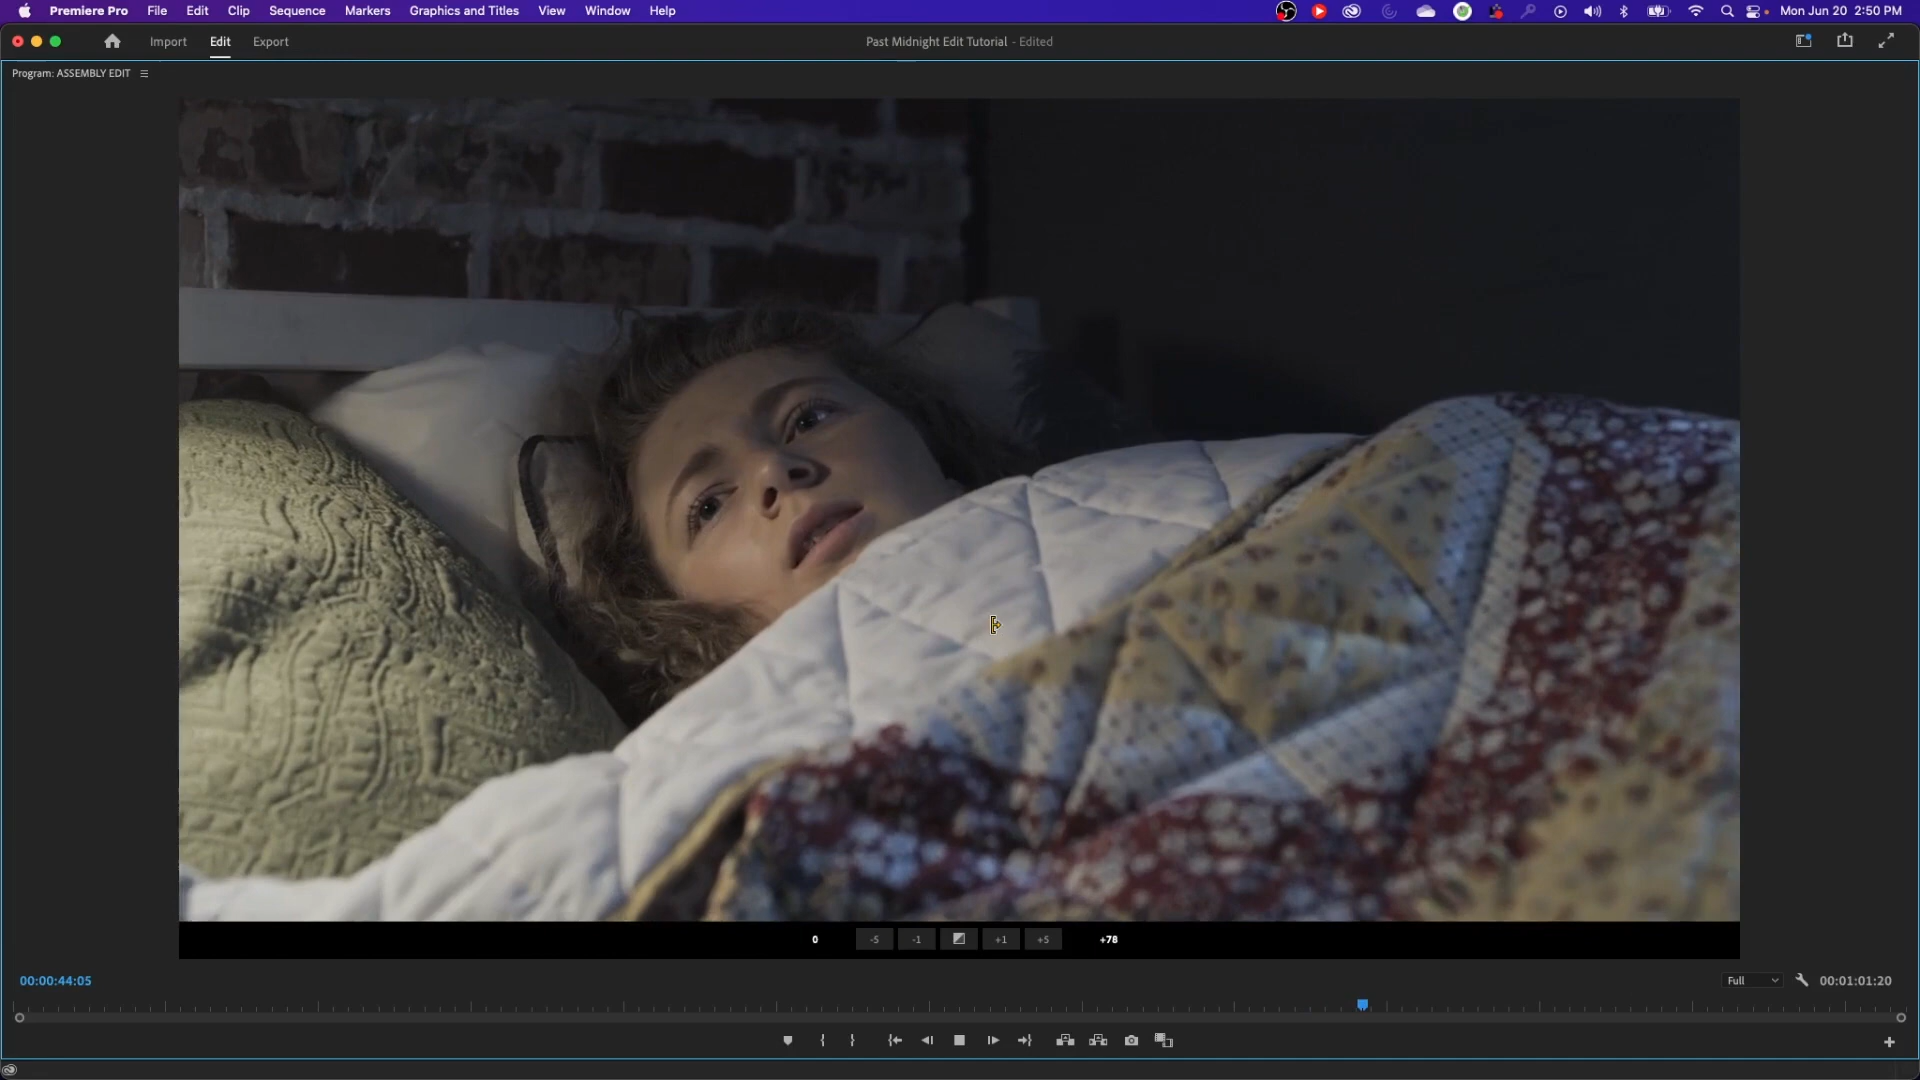 Premiere Pro File Edit Clip Sequence Markers Graphics and Titles View Window Help Mon Jun 20 2:50 PM
Import Edit Export Past Midnight Edit Tutorial - Edited
Program: ASSEMBLY EDIT
0 -5 -1 +1 +5 +78
00:00:44:05 Full 00:01:01:20